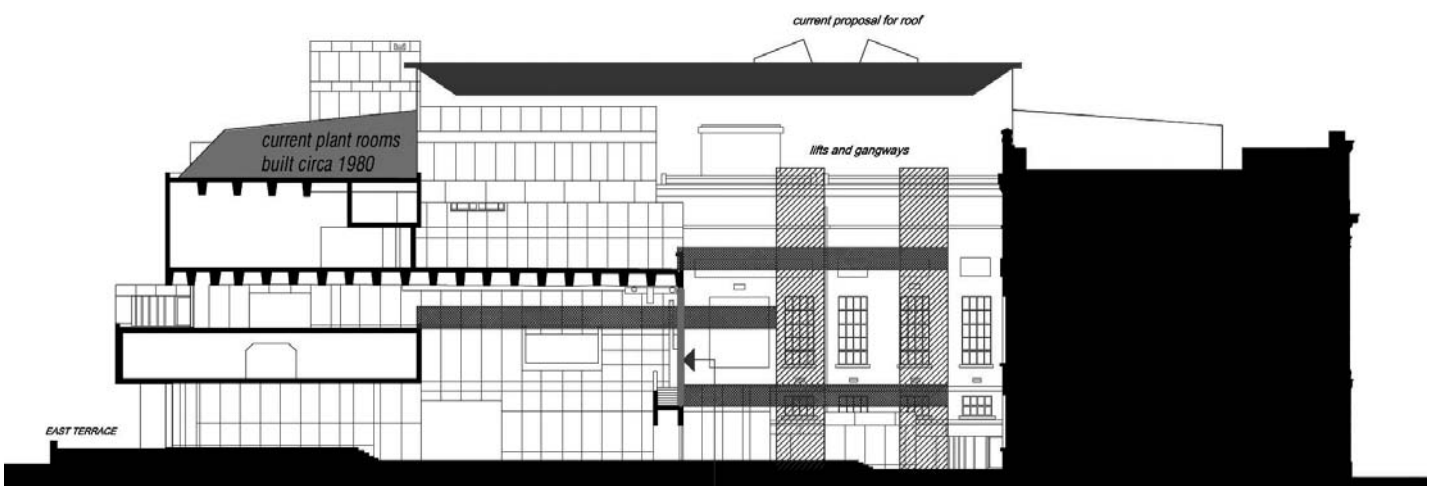 current proposal for roof
current plant rooms
built circa 1980
lifts and gangways
EAST TERRACE